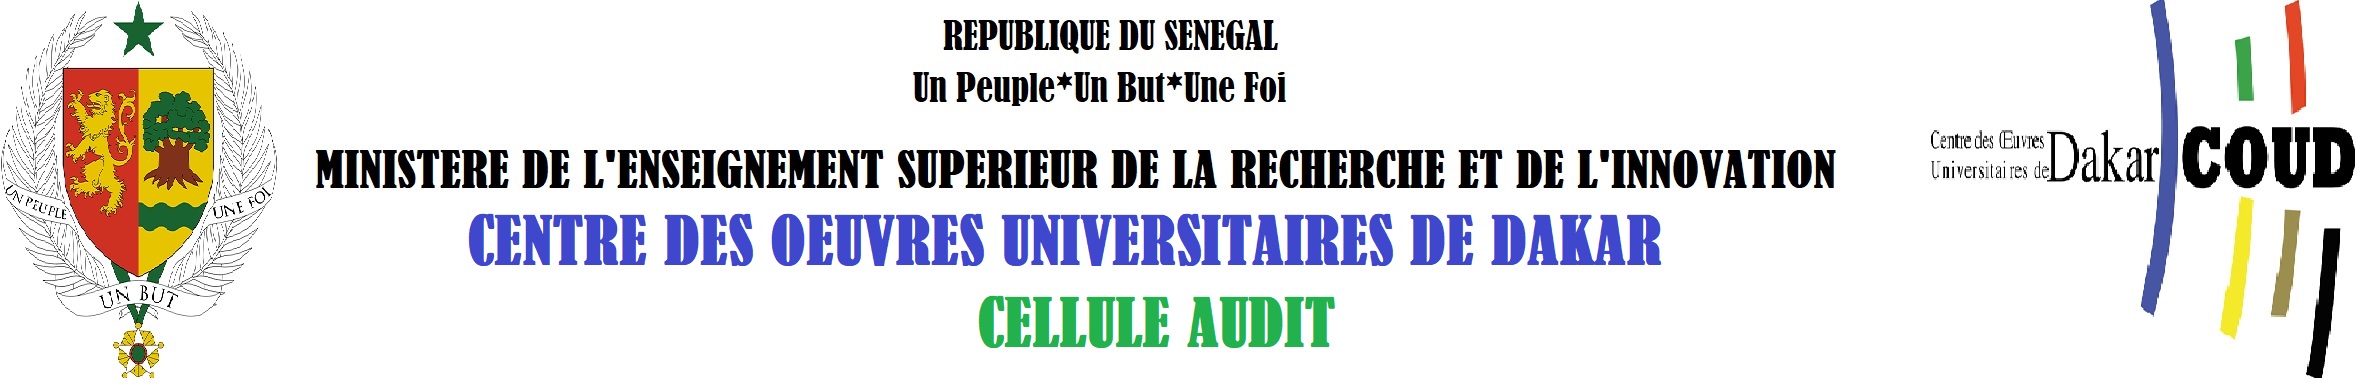 REPUBLIQUE DU SENEGAL
Un Peuple*Un But*Une Foi
MINISTERE DE L'ENSEIGNEMENT SUPERIEUR DE LA RECHERCHE ET DE L'INNOVATION
CENTRE DES OEUVRES UNIVERSITAIRES DE DAKAR
CELLULE AUDIT
UN PEUPLE
UN BUT
UNE FOI
Centre des Œuvres
Universitaires de Dakar
COUD